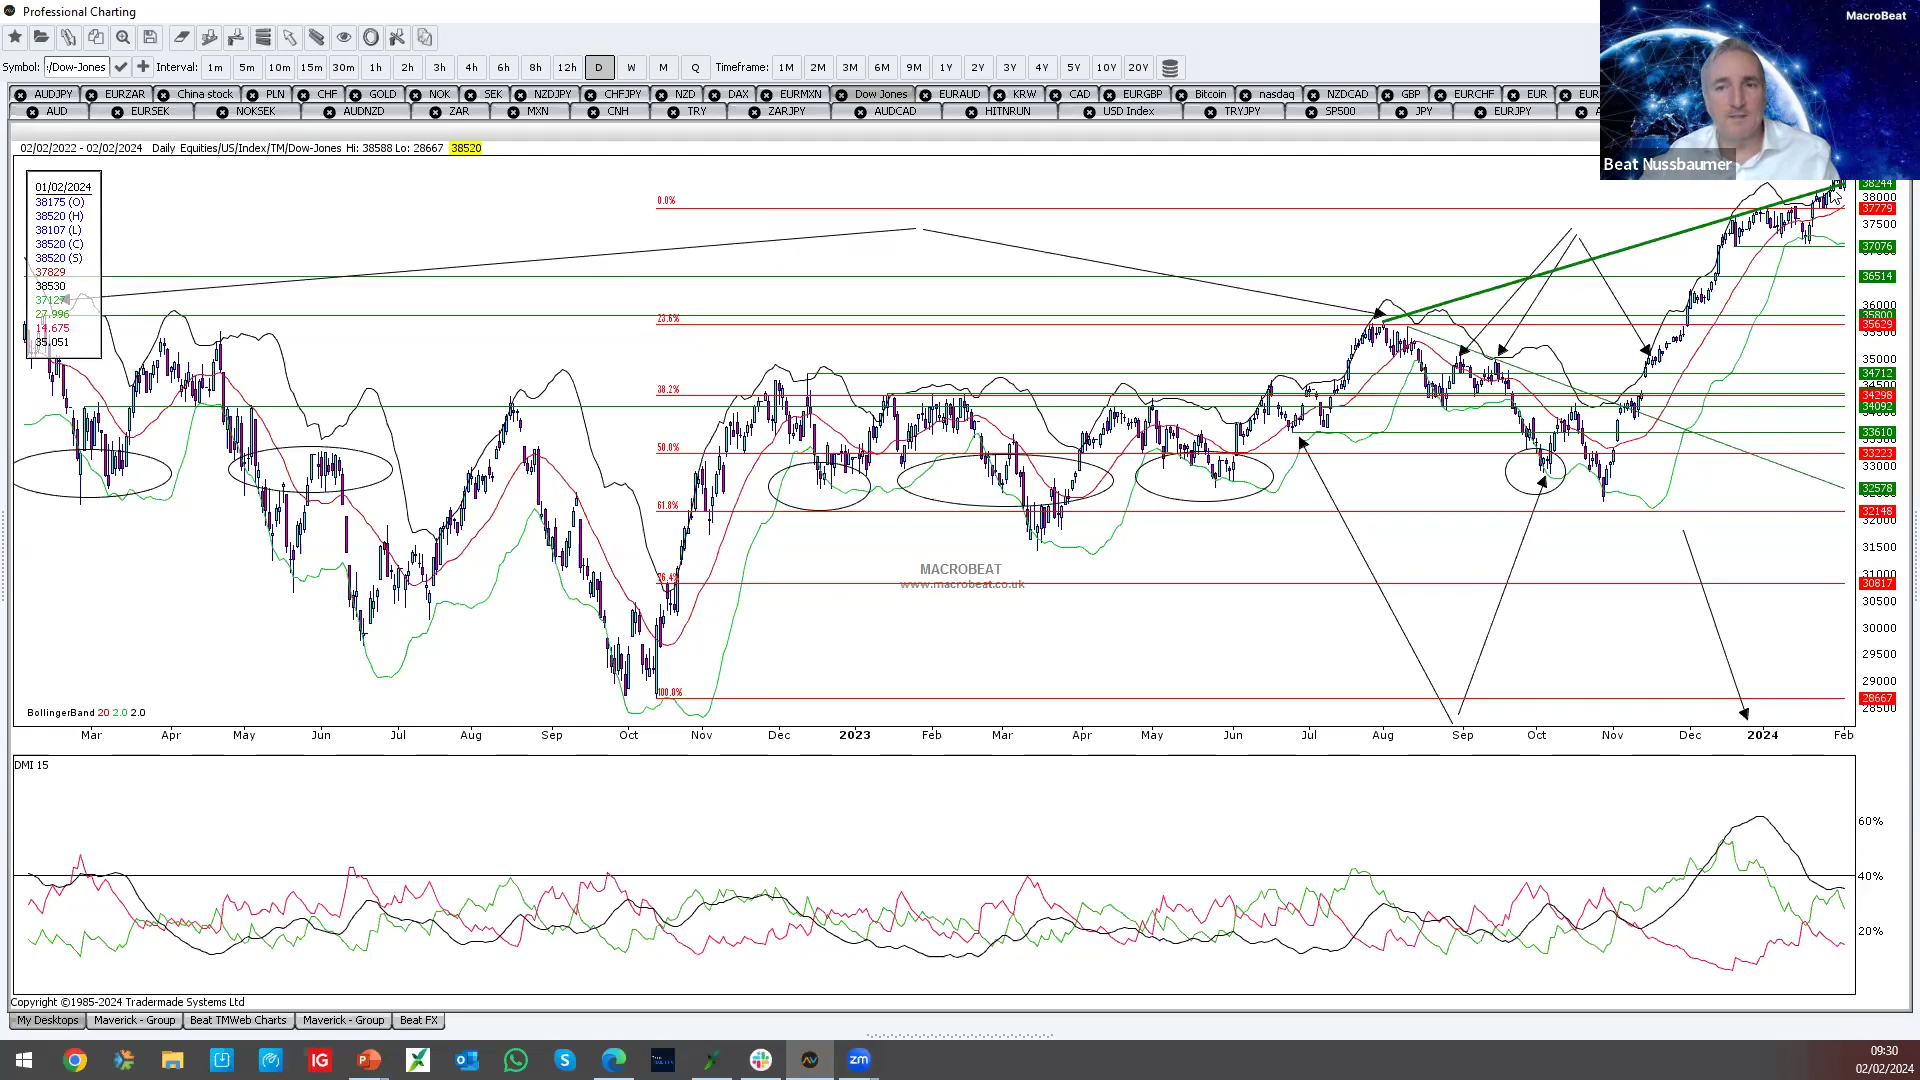 Professional Charting
MacroBeat
Symbol: :/Dow-Jones Interval: 1m 5m 10m 15m 30m 1h 2h 3h 4h 6h 8h 12h D W M Q Timeframe: 1M 2M 3M 6M 9M 1Y 2Y 3Y 4Y 5Y 10Y 20Y
AUDJPY EURZAR China stock PLN CHF GOLD NOK SEK NZDJPY CHFJPY NZD DAX EURMXN Dow Jones EURAUD KRW CAD EURGBP Bitcoin nasdaq NZDCAD GBP EURCHF EUR EUR
AUD EURSEK NOKSEK AUDNZD ZAR MXN CNH TRY ZARJPY AUDCAD HITNRUN USD Index TRYJPY SP500 JPY EURJPY A
02/02/2022 - 02/02/2024 Daily Equities/US/Index/TM/Dow-Jones Hi: 38588 Lo: 28667 38520
Beat Nussbaumer
01/02/2024
38175 (O)
38520 (H)
38107 (L)
38520 (C)
38520 (S)
37829
38530
37127
27.996
14.675
35.051
0.0%
23.6%
38.2%
50.0%
61.8%
100.0%
38244
38000
37779
37500
37076
36514
36000
35800
35629
35000
34712
34500
34298
34092
33610
33223
33000
32578
32148
32000
31500
31000
30817
30500
30000
29500
29000
28667
28500
MACROBEAT
www.macrobeat.co.uk
BollingerBand 20 2.0 2.0
Mar Apr May Jun Jul Aug Sep Oct Nov Dec 2023 Feb Mar Apr May Jun Jul Aug Sep Oct Nov Dec 2024 Feb
DMI 15
60%
40%
20%
Copyright ©1985-2024 Tradermade Systems Ltd
My Desktops Maverick - Group Beat TMWeb Charts Maverick - Group Beat FX
IG
zm
09:30
02/02/2024